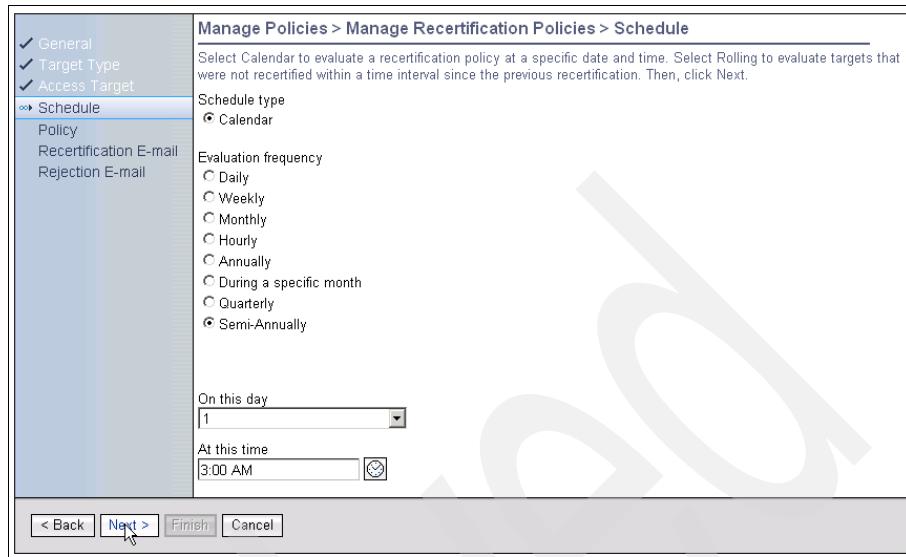 General
Target Type
Access Target
Schedule
Policy
Recertification E-mail
Rejection E-mail
Manage Policies > Manage Recertification Policies > Schedule
Select Calendar to evaluate a recertification policy at a specific date and time. Select Rolling to evaluate targets that
were not recertified within a time interval since the previous recertification. Then, click Next.
Schedule type
Calendar
Evaluation frequency
Daily
Weekly
Monthly
Hourly
Annually
During a specific month
Quarterly
Semi-Annually
On this day
1
At this time
3:00 AM
< Back Next > Finish Cancel